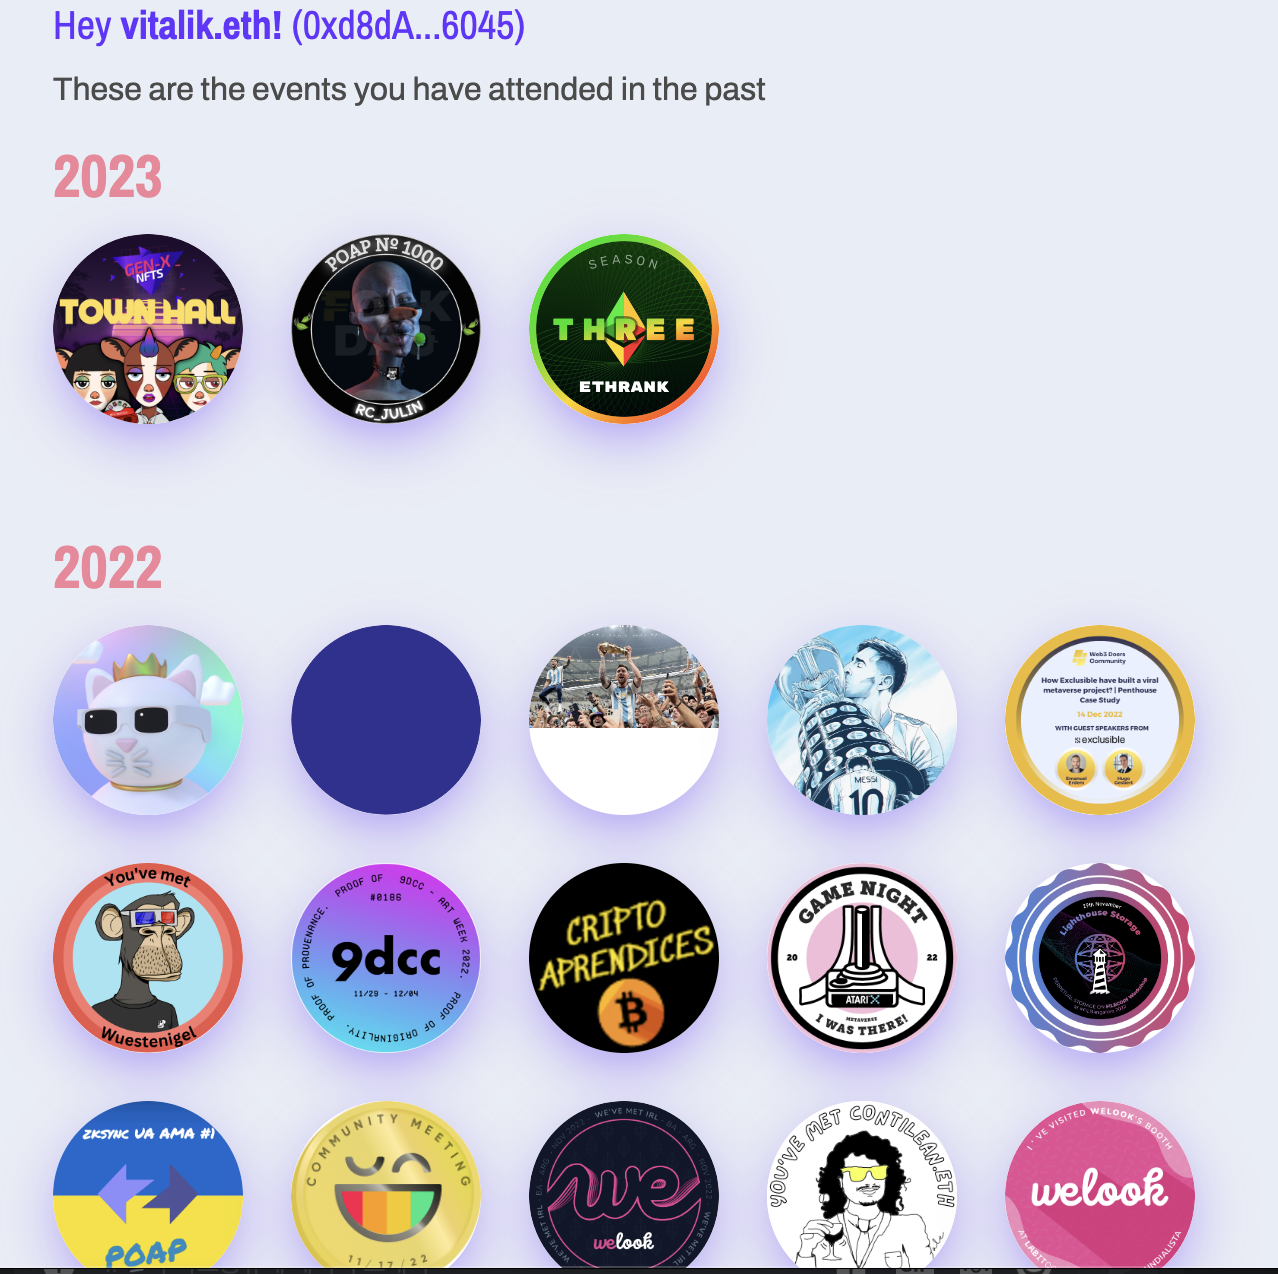 Hey vitalik.eth! (0xd8dA...6045)
These are the events you have attended in the past
2023
GEN-X
NFTS
TOWN HALL
POAP Nº 1000
RC_JULIN
SEASON
THREE
ETHRANK
2022
MESSI
10
Web3 Doers
Community
How Exclusible have built a viral
metaverse project? | Penthouse
Case Study
14 Dec 2022
WITH GUEST SPEAKERS FROM
exclusible
You've met
Wuestenigel
PROOF OF 9DCC - ART WEEK 2022.
#0186
9dcc
11/29 - 12/04
PROOF OF ORIGINALITY.
PROOF OF PROVENANCE.
CRIPTO
APRENDICES
GAME NIGHT
20 22
ATARI X
METAVERSE
I WAS THERE!
19th November
Lighthouse Storage
ZKSYNC UA AMA #1
POAP
COMMUNITY MEETING
11/17/22
WE'VE MET IRL
we
welook
YOU'VE MET CONTILEAN.ETH
I'VE VISITED WELOOK'S BOOTH
welook